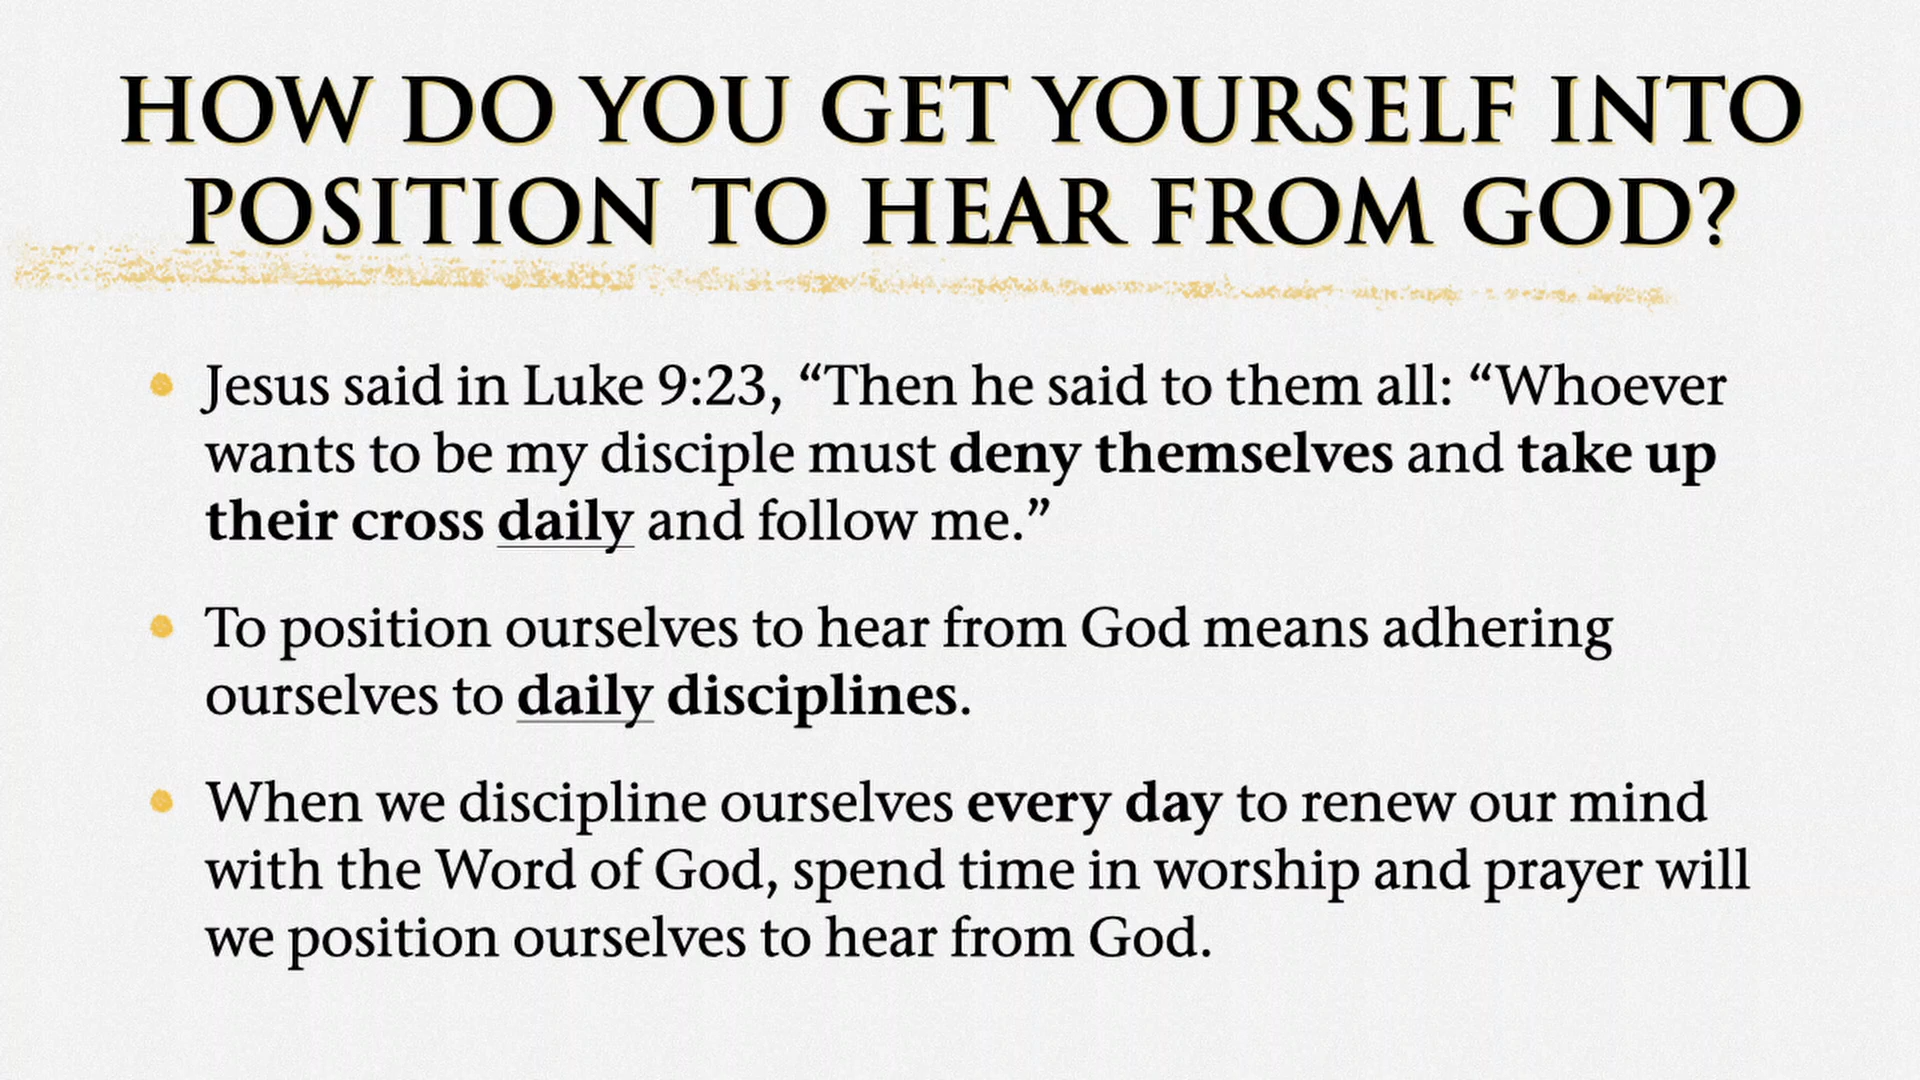 HOW DO YOU GET YOURSELF INTO
POSITION TO HEAR FROM GOD?
Jesus said in Luke 9:23, “Then he said to them all: “Whoever
wants to be my disciple must deny themselves and take up
their cross daily and follow me.”
To position ourselves to hear from God means adhering
ourselves to daily disciplines.
When we discipline ourselves every day to renew our mind
with the Word of God, spend time in worship and prayer will
we position ourselves to hear from God.